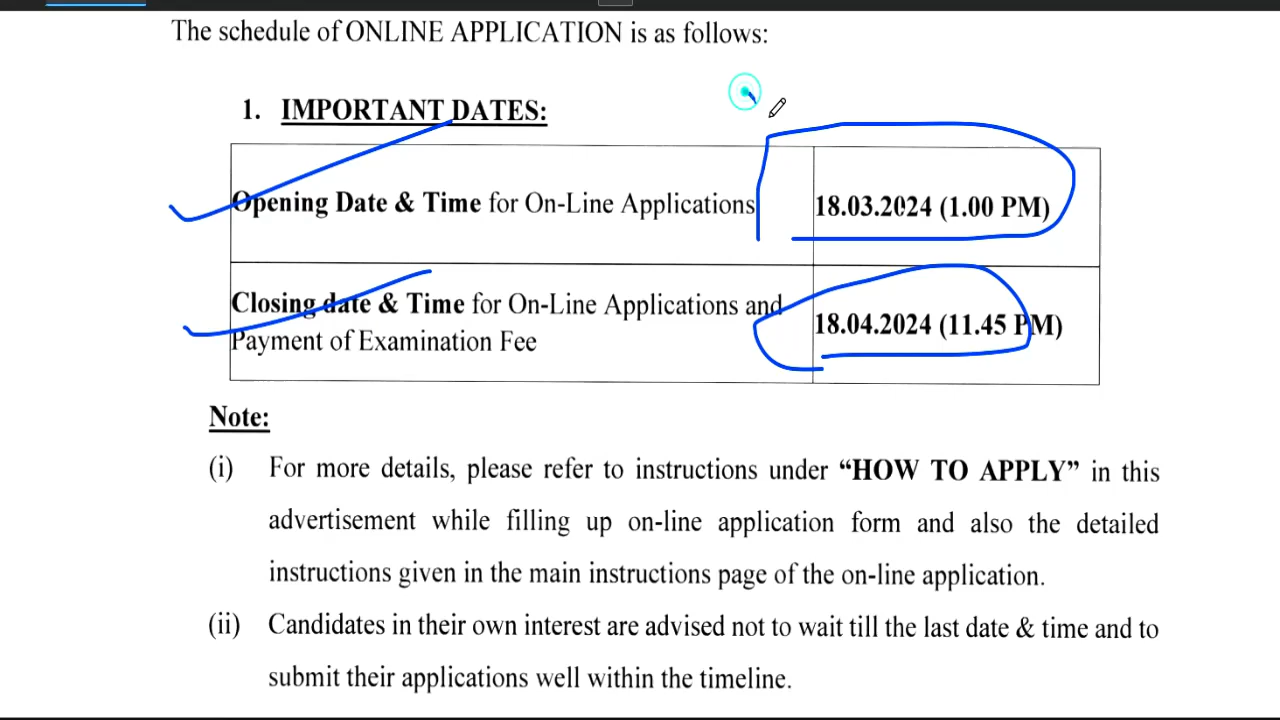 The schedule of ONLINE APPLICATION is as follows:
1. IMPORTANT DATES:
Opening Date & Time for On-Line Applications
18.03.2024 (1.00 PM)
Closing date & Time for On-Line Applications and
Payment of Examination Fee
18.04.2024 (11.45 PM)
Note:
(i) For more details, please refer to instructions under “HOW TO APPLY” in this
advertisement while filling up on-line application form and also the detailed
instructions given in the main instructions page of the on-line application.
(ii) Candidates in their own interest are advised not to wait till the last date & time and to
submit their applications well within the timeline.